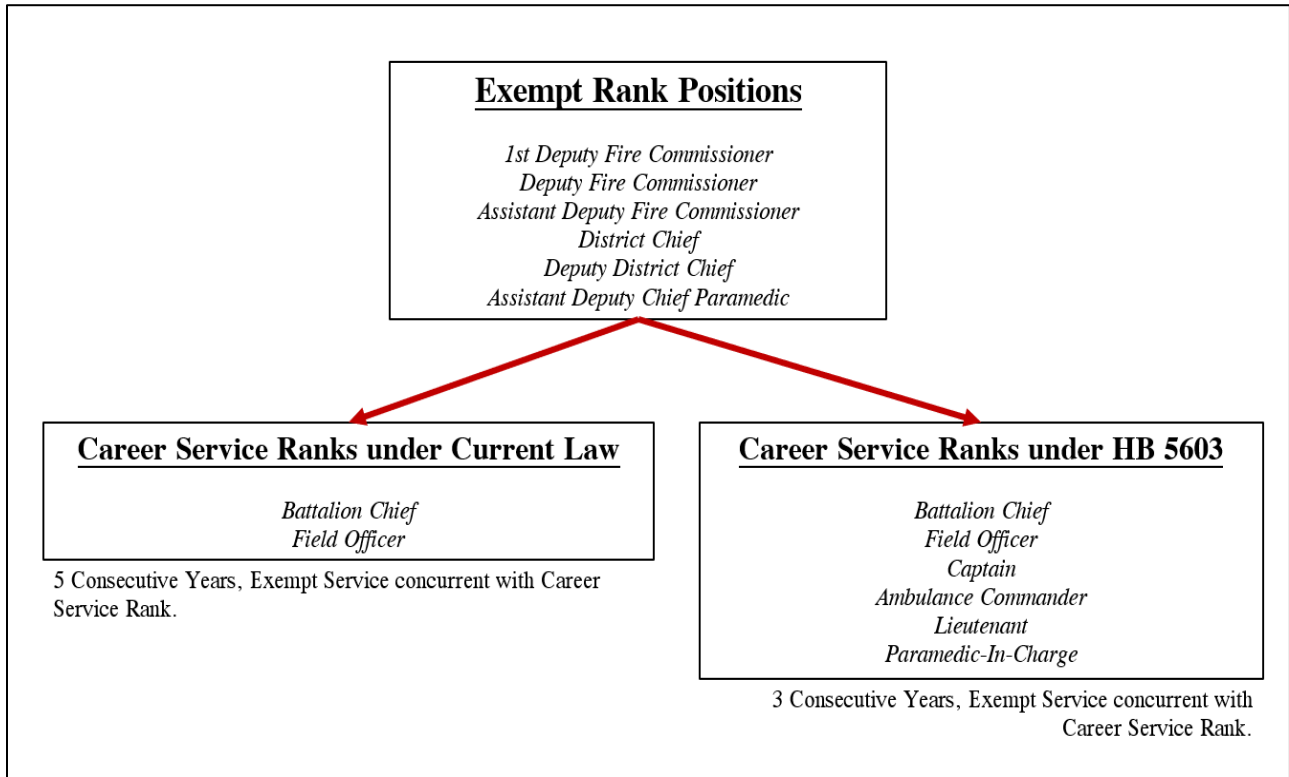 Exempt Rank Positions
1st Deputy Fire Commissioner
Deputy Fire Commissioner
Assistant Deputy Fire Commissioner
District Chief
Deputy District Chief
Assistant Deputy Chief Paramedic
Career Service Ranks under Current Law
Battalion Chief
Field Officer
5 Consecutive Years, Exempt Service concurrent with Career
Service Rank.
Career Service Ranks under HB 5603
Battalion Chief
Field Officer
Captain
Ambulance Commander
Lieutenant
Paramedic-In-Charge
3 Consecutive Years, Exempt Service concurrent with
Career Service Rank.